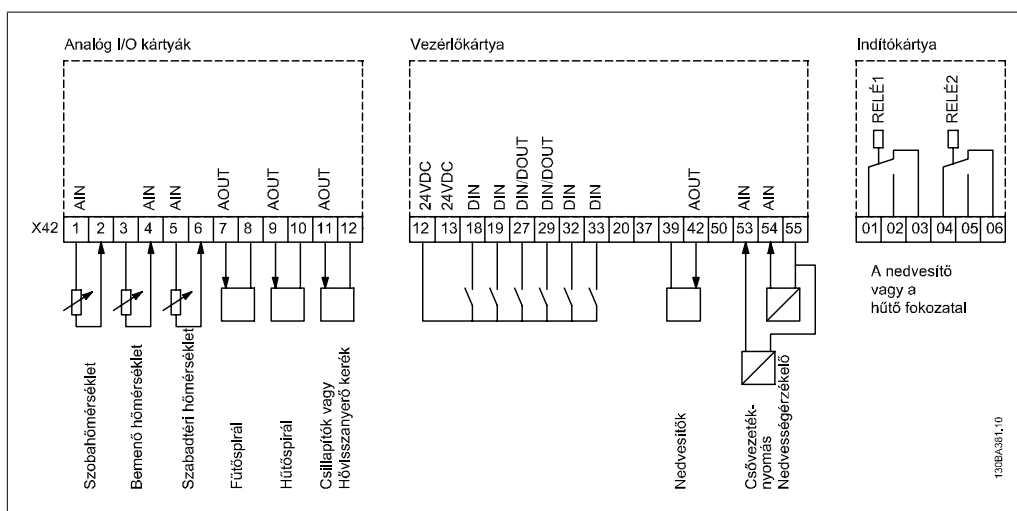 Analóg I/O kártyák
Vezérlőkártya
Indítókártya
AIN
AIN
AIN
AOUT
AOUT
AOUT
24VDC
24VDC
DIN
DIN
DIN/DOUT
DIN/DOUT
DIN
DIN
AOUT
AIN
AIN
RELÉ1
RELÉ2
X42
1 2 3 4 5 6 7 8 9 10 11 12
12 13 18 19 27 29 32 33 20 37 39 42 50 53 54 55
01 02 03 04 05 06
A nedvesítő
vagy a
hűtő fokozatal
Szobahőmérséklet
Bemenő hőmérséklet
Szabadtéri hőmérséklet
Fűtőspirál
Hűtőspirál
Csillapítók vagy
HővIsszanyerő kerék
Nedvesítők
Csővezeték-
nyomás
Nedvességérzékelő
130BA381.10